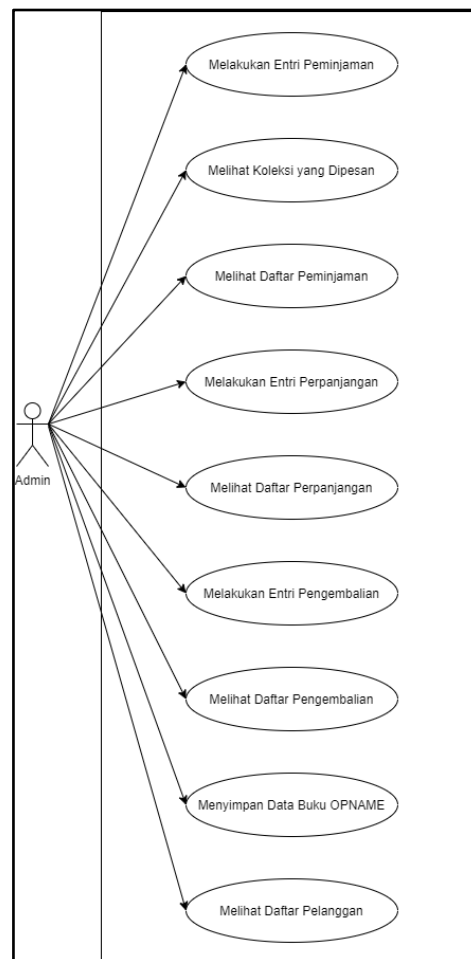 Melakukan Entri Peminjaman
Melihat Koleksi yang Dipesan
Melihat Daftar Peminjaman
Melakukan Entri Perpanjangan
Admin
Melihat Daftar Perpanjangan
Melakukan Entri Pengembalian
Melihat Daftar Pengembalian
Menyimpan Data Buku OPNAME
Melihat Daftar Pelanggan